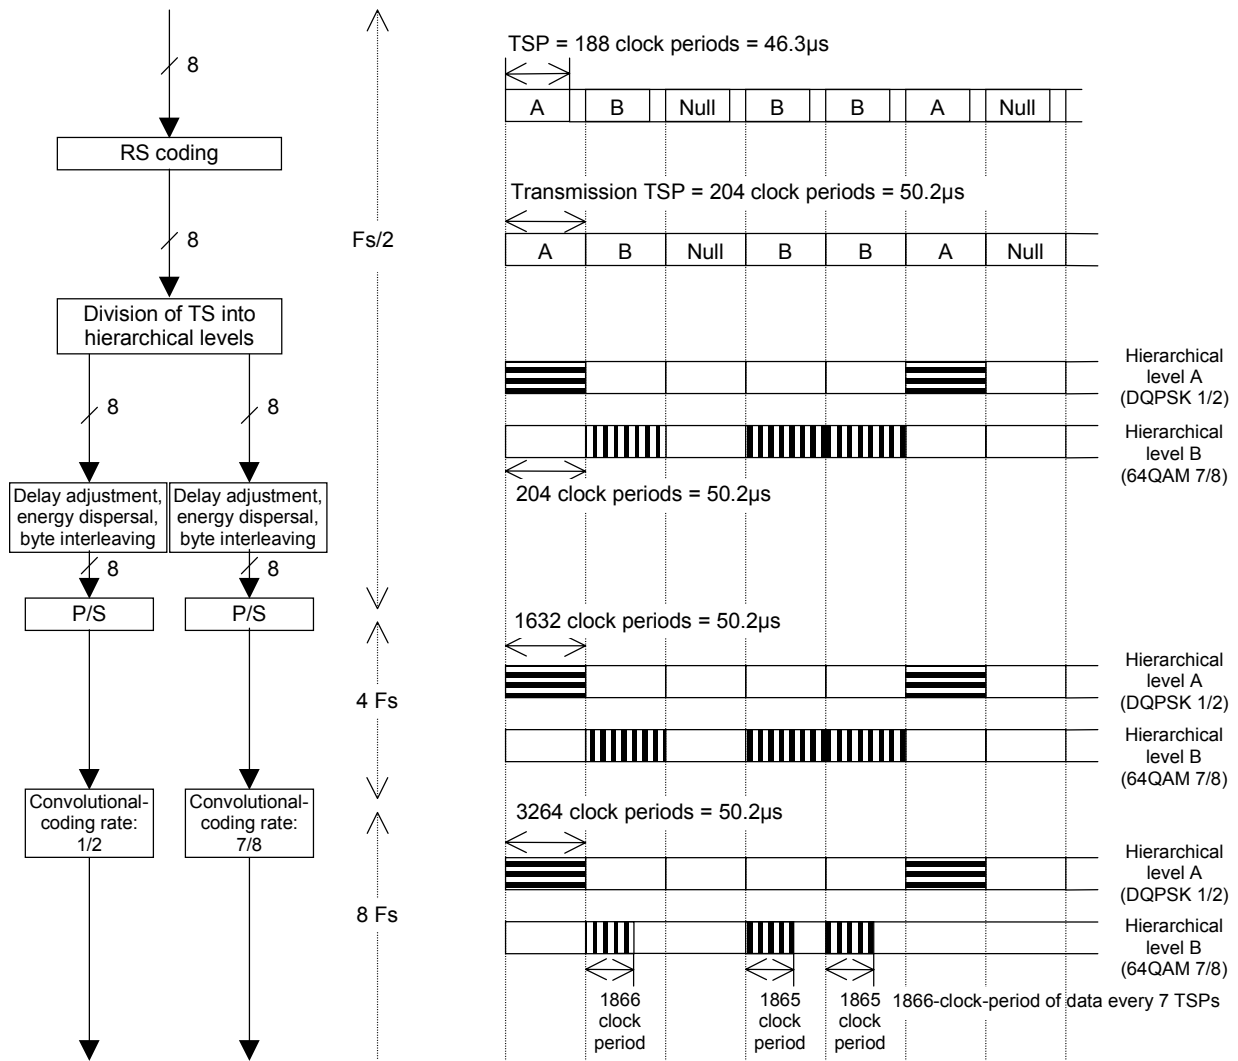 TSP = 188 clock periods = 46.3µs
8
A B Null B B A Null
RS coding
Transmission TSP = 204 clock periods = 50.2µs
8
Fs/2
A B Null B B A Null
Division of TS into
hierarchical levels
Hierarchical
level A
(DQPSK 1/2)
8 8
Hierarchical
level B
(64QAM 7/8)
204 clock periods = 50.2µs
Delay adjustment,
energy dispersal,
byte interleaving
Delay adjustment,
energy dispersal,
byte interleaving
8 8
P/S P/S
1632 clock periods = 50.2µs
Hierarchical
level A
(DQPSK 1/2)
4 Fs
Hierarchical
level B
(64QAM 7/8)
Convolutional-
coding rate:
1/2
Convolutional-
coding rate:
7/8
3264 clock periods = 50.2µs
Hierarchical
level A
(DQPSK 1/2)
8 Fs
Hierarchical
level B
(64QAM 7/8)
1866
clock
period
1865
clock
period
1865
clock
period
1866-clock-period of data every 7 TSPs